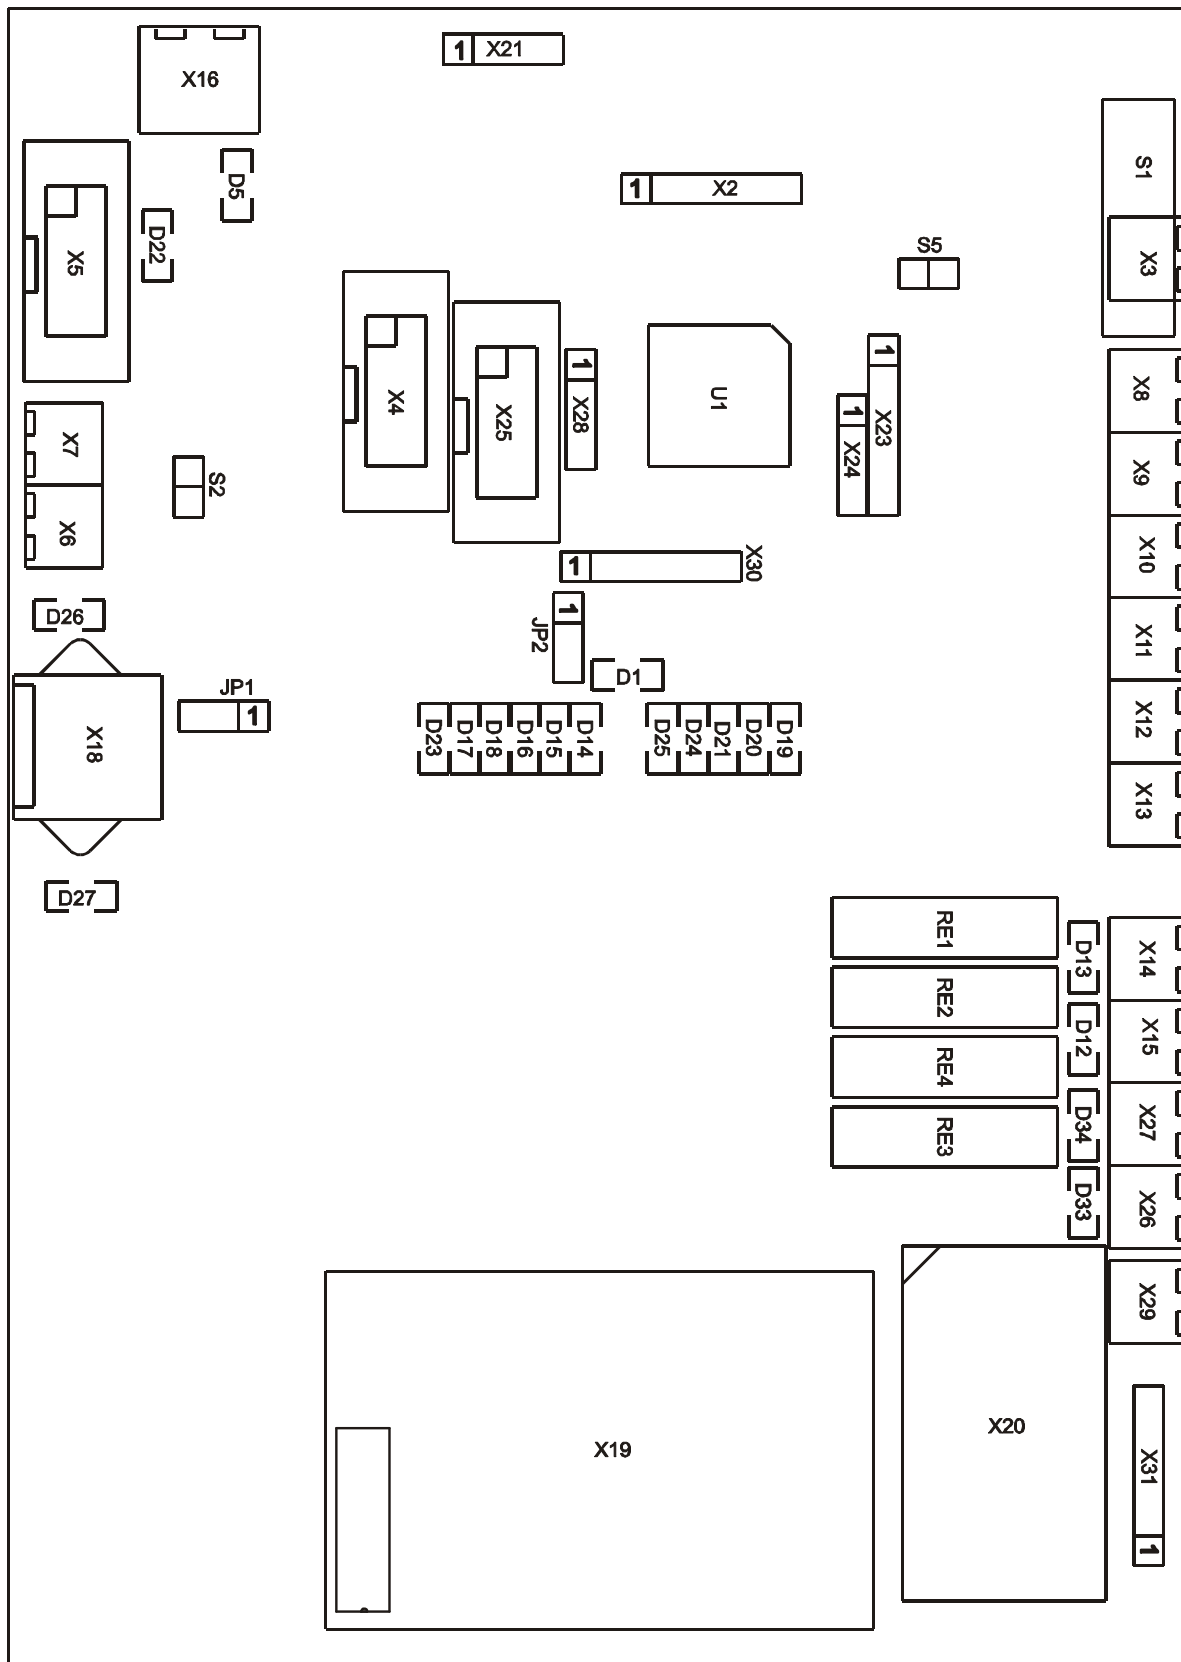 1 X21
X16
S1
D5
1 X2
D22
S5
X5
X3
1
1
X8
X4
X25
X28
U1
1
X23
X24
X7
S2
X9
X6
X10
1
X30
D26
1
JP2
X11
D1
JP1
1
X18
D23
D17
D18
D16
D15
D14
D25
D24
D21
D20
D19
X12
X13
D27
RE1
D13
X14
RE2
D12
X15
RE4
D34
X27
RE3
D33
X26
X29
X19
X20
X31
1